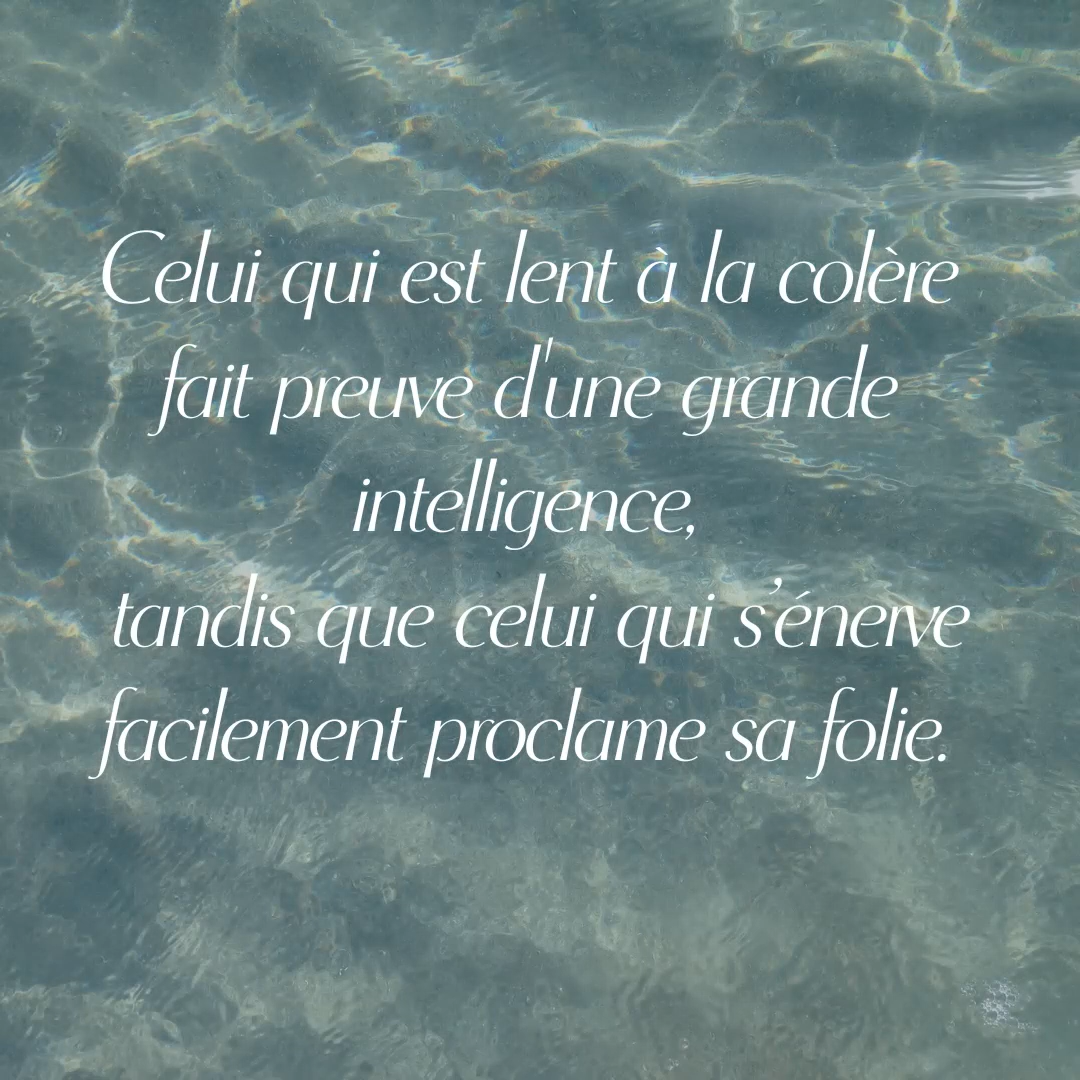 Celui qui est lent à la colère
fait preuve d'une grande
intelligence,
tandis que celui qui s’énerve
facilement proclame sa folie.